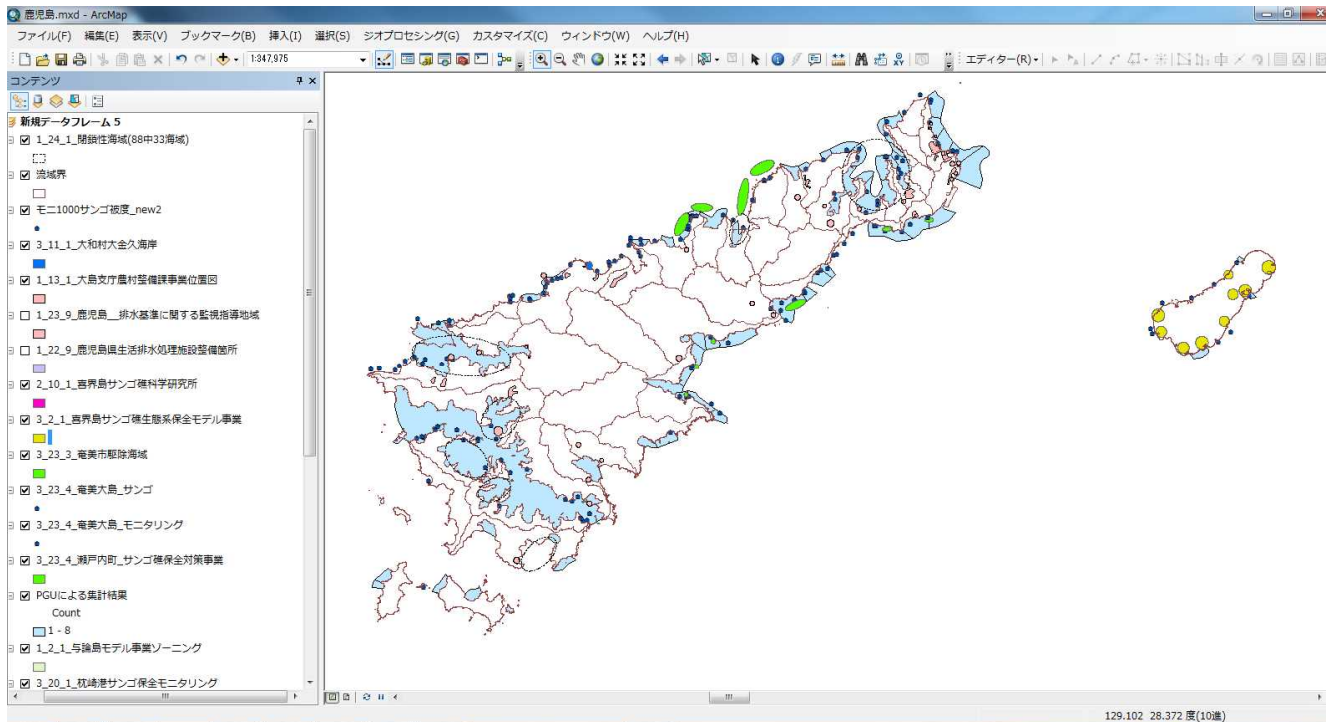 鹿児島.mxd - ArcMap
ファイル(F) 編集(E) 表示(V) ブックマーク(B) 挿入(I) 選択(S) ジオプロセシング(G) カスタマイズ(C) ウィンドウ(W) ヘルプ(H)
1:347,975
エディター(R)
コンテンツ
新規データフレーム 5
1_24_1_閉鎖性海域(88中33海域)
流域界
モニ1000サンゴ被度_new2
3_11_1_大和村大金久海岸
1_13_1_大島支庁農村整備課事業位置図
1_23_9_鹿児島__排水基準に関する監視指導地域
1_22_9_鹿児島県生活排水処理施設整備箇所
2_10_1_喜界島サンゴ礁科学研究所
3_2_1_喜界島サンゴ礁生態系保全モデル事業
3_23_3_奄美市駆除海域
3_23_4_奄美大島_サンゴ
3_23_4_奄美大島_モニタリング
3_23_4_瀬戸内町_サンゴ礁保全対策事業
PGUによる集計結果
Count
1 - 8
1_2_1_与論島モデル事業ゾーニング
3_20_1_枕崎港サンゴ保全モニタリング
129.102 28.372 度(10進)